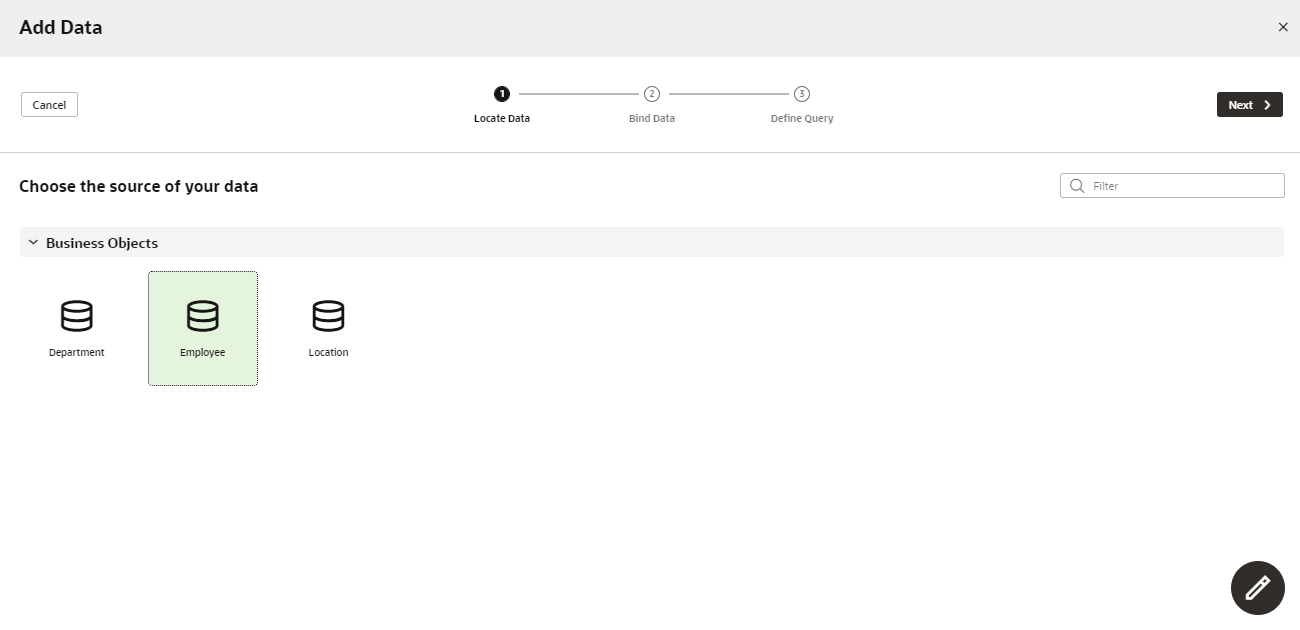 Add Data
Cancel
1
2
3
Locate Data
Bind Data
Define Query
Next
Choose the source of your data
Filter
Business Objects
Department
Employee
Location